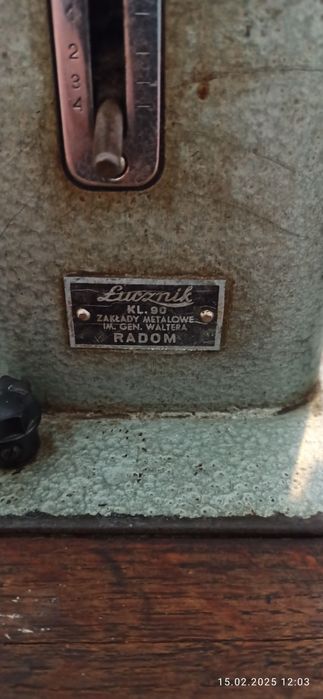 2
3
4
Łucznik
KL. 90
ZAKŁADY METALOWE
IM. GEN. WALTERA
RADOM
15.02.2025 12:03